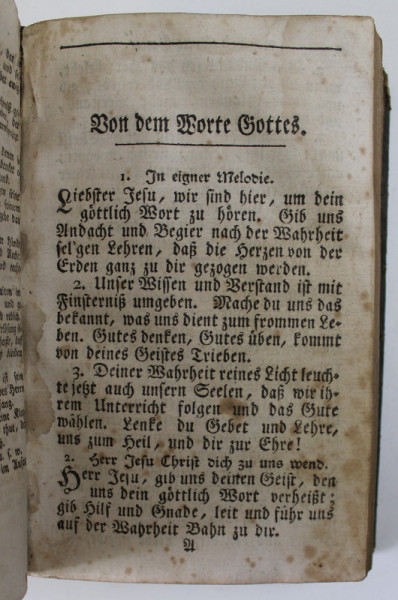 Von dem Worte Gottes.
1. In eigner Melodie.
Liebster Jesu, wir sind hier, um dein
göttlich Wort zu hören. Gib uns
Andacht und Begier nach der Wahrheit
sel'gen Lehren, daß die Herzen von der
Erden ganz zu dir gezogen werden.
2. Unser Wissen und Verstand ist mit
Finsterniß umgeben. Mache du uns das
bekannt, was uns dient zum frommen Le-
ben. Gutes denken, Gutes üben, kommt
von deines Geistes Trieben.
3. Deiner Wahrheit reines Licht leuch-
te jetzt auch unsern Seelen, daß wir ih-
rem Unterricht folgen und das Gute
wählen. Lenke du Gebet und Lehre,
uns zum Heil, und dir zur Ehre!
2. Herr Jesu Christ dich zu uns wend.
Herr Jesu, gib uns deinen Geist, den
uns dein göttlich Wort verheißt;
gib Hilf und Gnade, leit und führ uns
auf der Wahrheit Bahn zu dir.
A